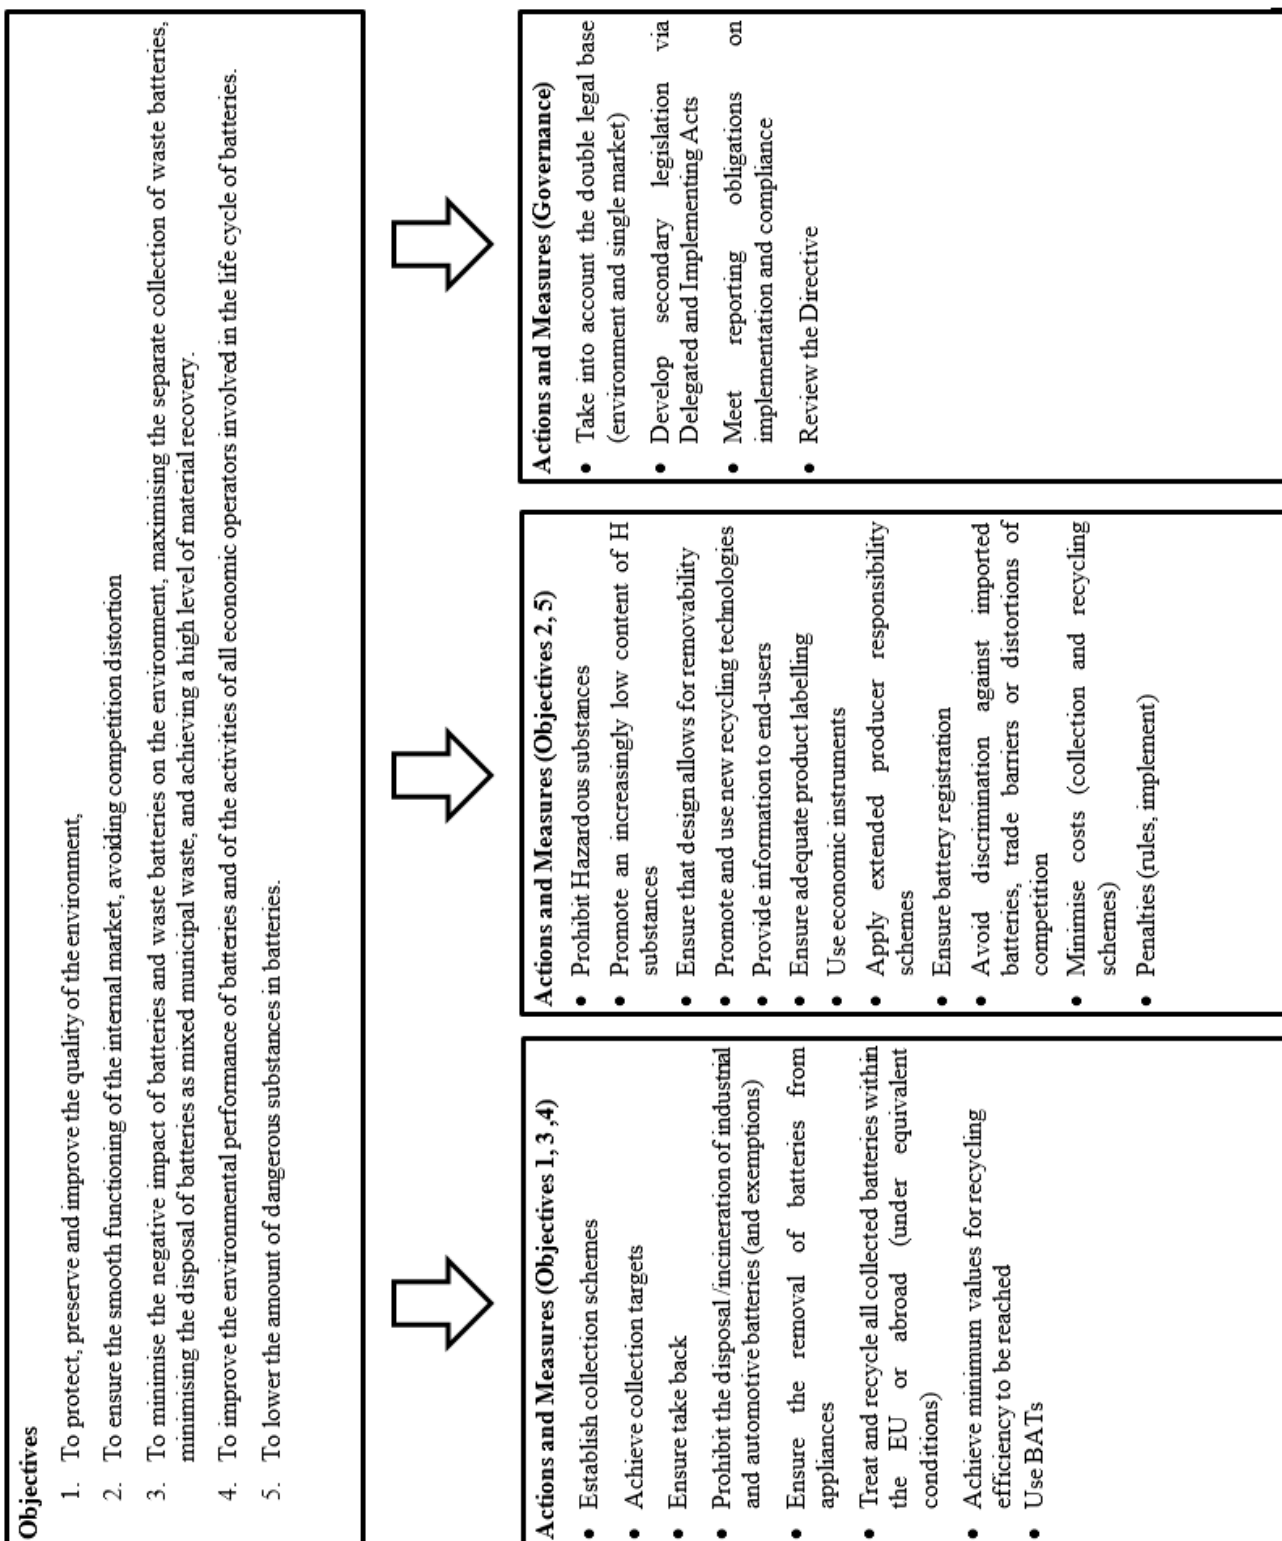 Objectives
1. To protect, preserve and improve the quality of the environment,
2. To ensure the smooth functioning of the internal market, avoiding competition distortion
3. To minimise the negative impact of batteries and waste batteries on the environment, maximising the separate collection of waste batteries,
minimising the disposal of batteries as mixed municipal waste, and achieving a high level of material recovery.
4. To improve the environmental performance of batteries and of the activities of all economic operators involved in the life cycle of batteries.
5. To lower the amount of dangerous substances in batteries.
Actions and Measures (Objectives 1, 3 ,4)
• Establish collection schemes
• Achieve collection targets
• Ensure take back
• Prohibit the disposal /incineration of industrial
and automotive batteries (and exemptions)
• Ensure the removal of batteries from
appliances
• Treat and recycle all collected batteries within
the EU or abroad (under equivalent
conditions)
• Achieve minimum values for recycling
efficiency to be reached
• Use BATs
Actions and Measures (Objectives 2, 5)
• Prohibit Hazardous substances
• Promote an increasingly low content of H
substances
• Ensure that design allows for removability
• Promote and use new recycling technologies
• Provide information to end-users
• Ensure adequate product labelling
• Use economic instruments
• Apply extended producer responsibility
schemes
• Ensure battery registration
• Avoid discrimination against imported
batteries, trade barriers or distortions of
competition
• Minimise costs (collection and recycling
schemes)
• Penalties (rules, implement)
Actions and Measures (Governance)
• Take into account the double legal base
(environment and single market)
• Develop secondary legislation via
Delegated and Implementing Acts
• Meet reporting obligations on
implementation and compliance
• Review the Directive